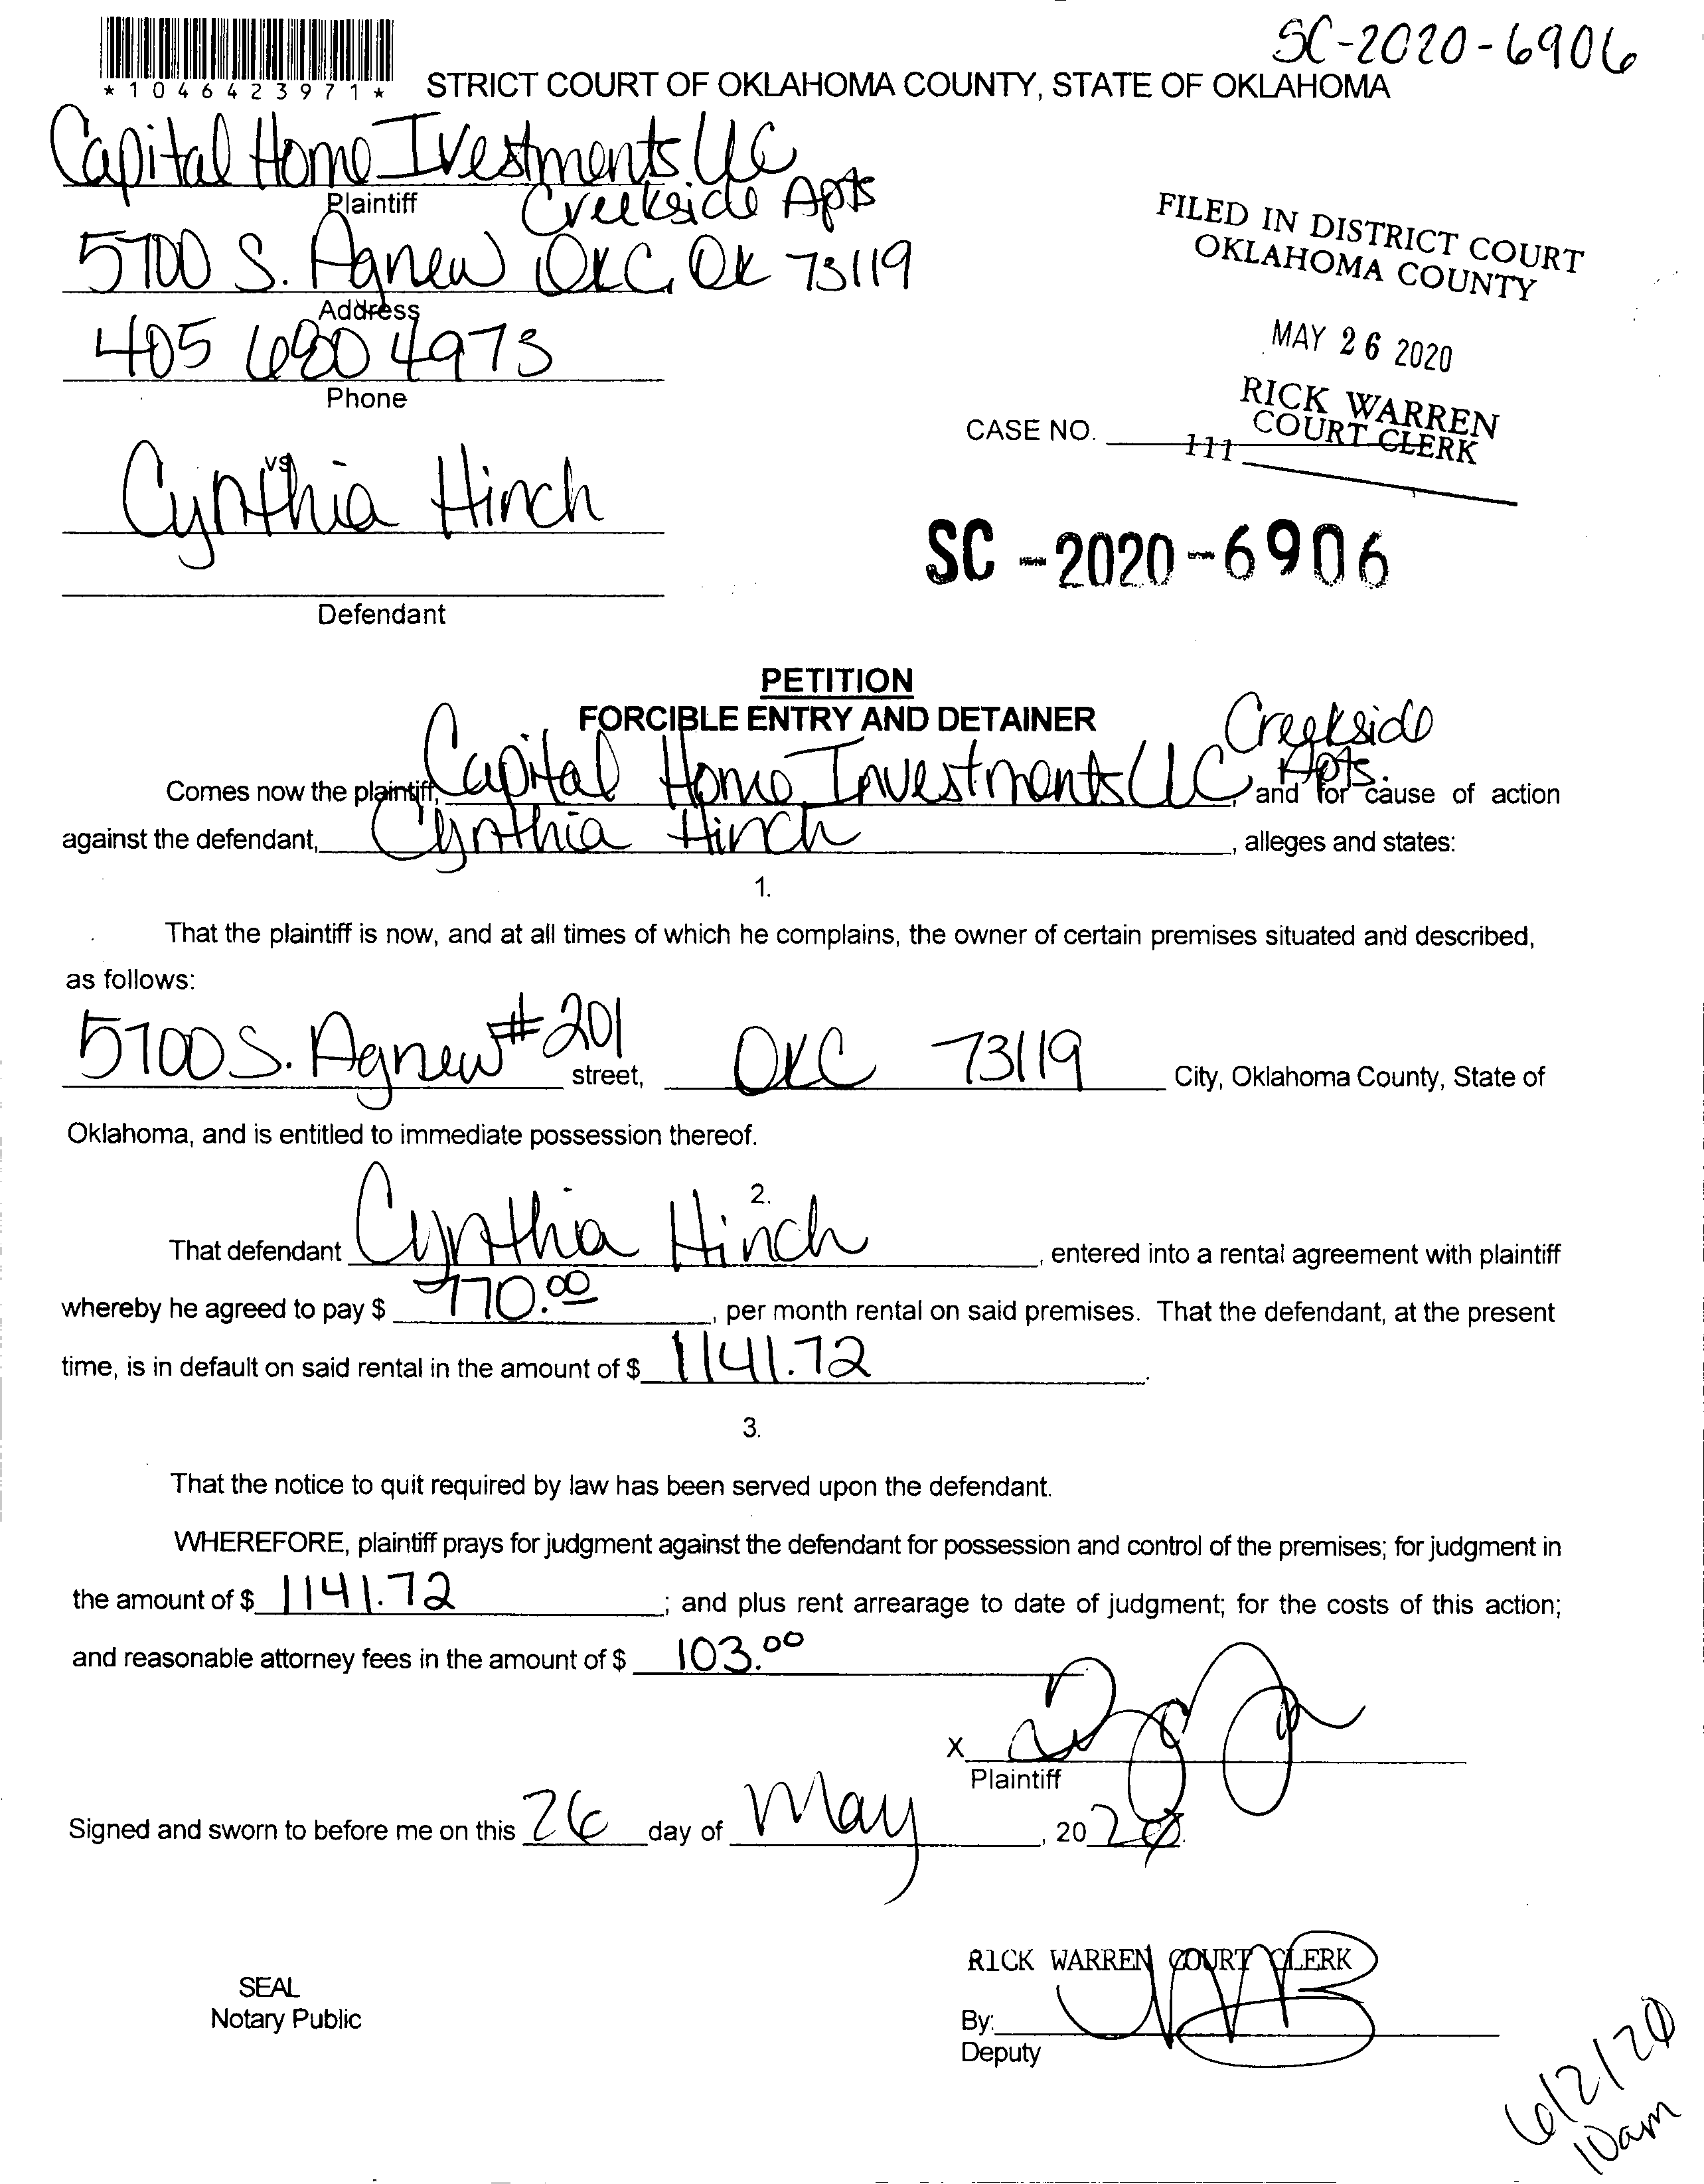 SC-2020-6906
*1046423971*
STRICT COURT OF OKLAHOMA COUNTY, STATE OF OKLAHOMA
Capital Home Ivestments LLC
Plaintiff
Creekside Apts
5700 S. Agnew OKC, OK 73119
Address
405 680 4973
Phone
FILED IN DISTRICT COURT
OKLAHOMA COUNTY
MAY 26 2020
RICK WARREN
COURT CLERK
CASE NO.
111
vs
Cynthia Hinch
SC-2020-6906
Defendant
PETITION
FORCIBLE ENTRY AND DETAINER
Creekside
Apts.
Comes now the plaintiff, Capital Home Investments LLC, and for cause of action
against the defendant, Cynthia Hinch, alleges and states:
1.
That the plaintiff is now, and at all times of which he complains, the owner of certain premises situated and described,
as follows:
5700 S. Agnew #201 street, OKC 73119 City, Oklahoma County, State of
Oklahoma, and is entitled to immediate possession thereof.
2.
That defendant Cynthia Hinch, entered into a rental agreement with plaintiff
whereby he agreed to pay $ 770.00, per month rental on said premises. That the defendant, at the present
time, is in default on said rental in the amount of $ 1141.72.
3.
That the notice to quit required by law has been served upon the defendant.
WHEREFORE, plaintiff prays for judgment against the defendant for possession and control of the premises; for judgment in
the amount of $ 1141.72; and plus rent arrearage to date of judgment; for the costs of this action;
and reasonable attorney fees in the amount of $ 103.00
X
Plaintiff
Signed and sworn to before me on this 26 day of May, 2020.
RICK WARREN COURT CLERK
SEAL
Notary Public
By:
Deputy
6/2/20
10am